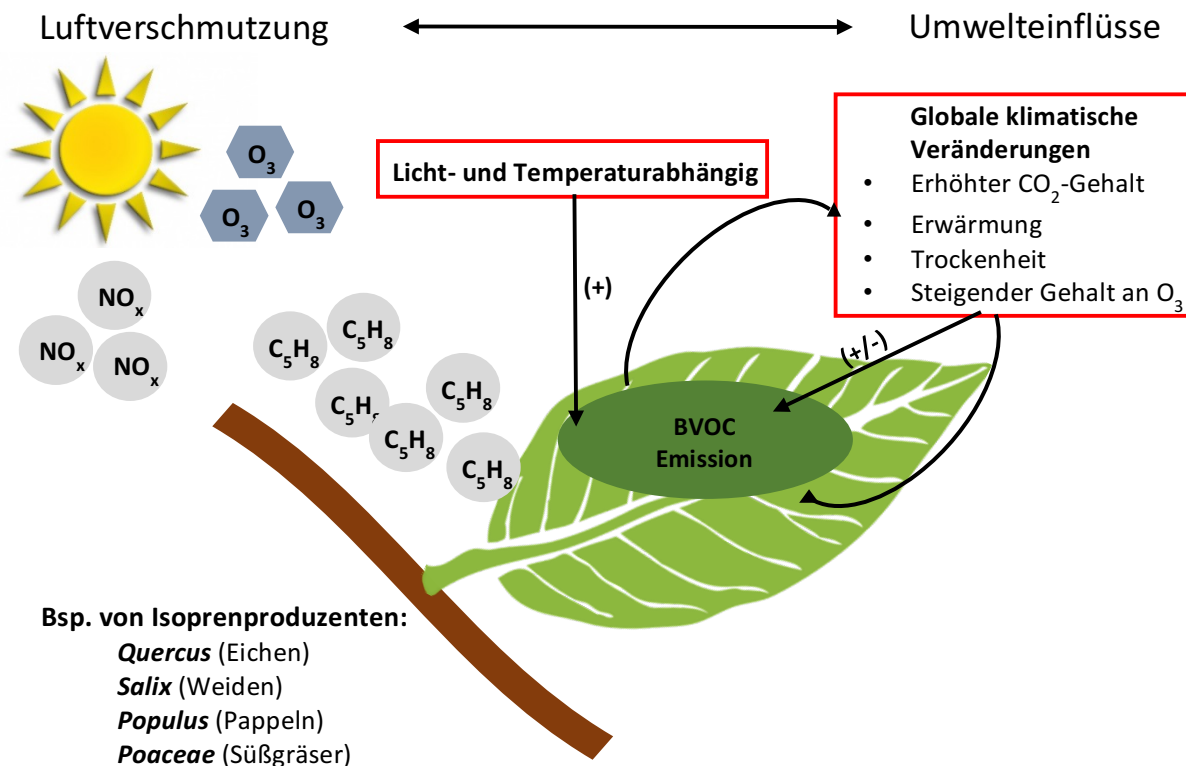 Luftverschmutzung
Umwelteinflüsse
O3
O3
O3
Licht- und Temperaturabhängig
Globale klimatische
Veränderungen
• Erhöhter CO2-Gehalt
• Erwärmung
• Trockenheit
• Steigender Gehalt an O3
NOx
NOx
NOx
C5H8
C5H8
C5H8
C5H8
C5H8
C5H8
(+)
(+/-)
BVOC
Emission
Bsp. von Isoprenproduzenten:
Quercus (Eichen)
Salix (Weiden)
Populus (Pappeln)
Poaceae (Süßgräser)